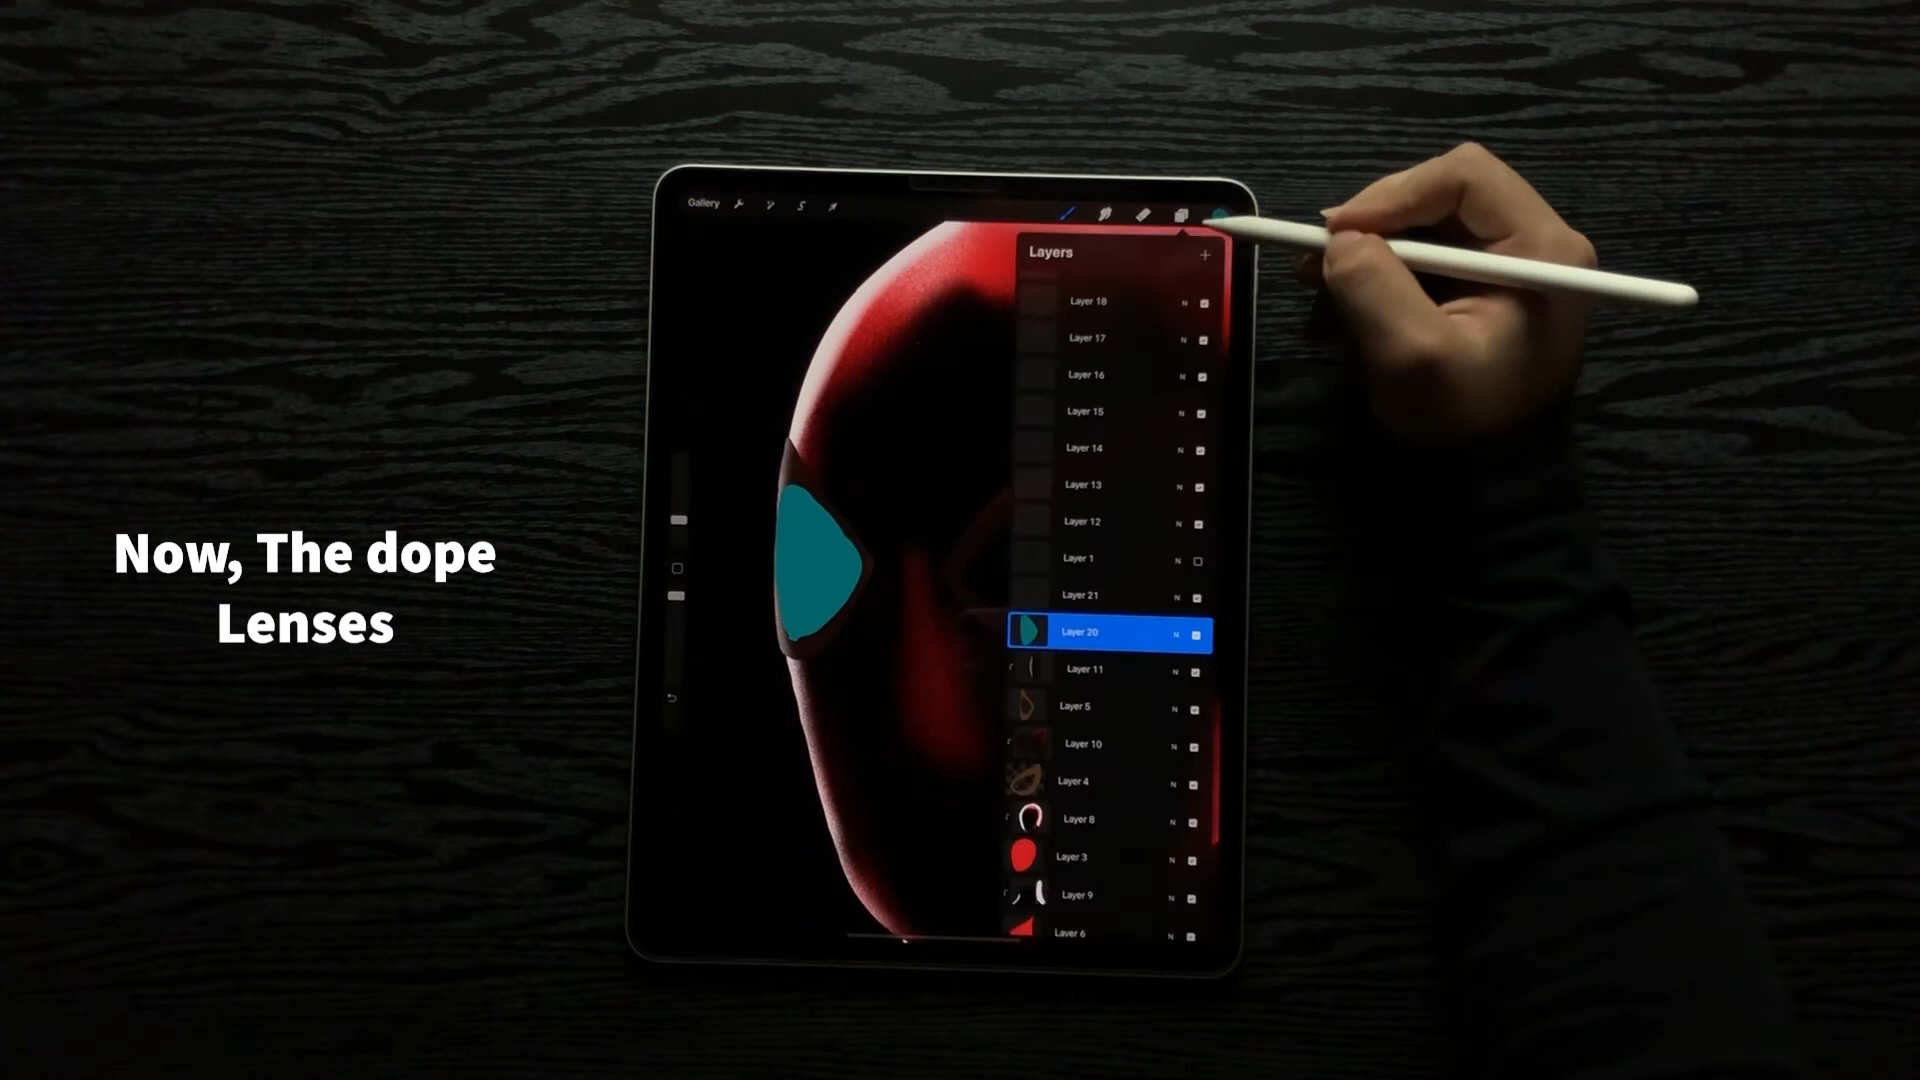 Gallery
Layers
Layer 18 N
Layer 17 N
Layer 16 N
Layer 15 N
Layer 14 N
Layer 13 N
Layer 12 N
Layer 1 N
Layer 21 N
Layer 20 N
Layer 11 N
Layer 5 N
Layer 10 N
Layer 4 N
Layer 8 N
Layer 3 N
Layer 9 N
Layer 6 N
Now, The dope
Lenses